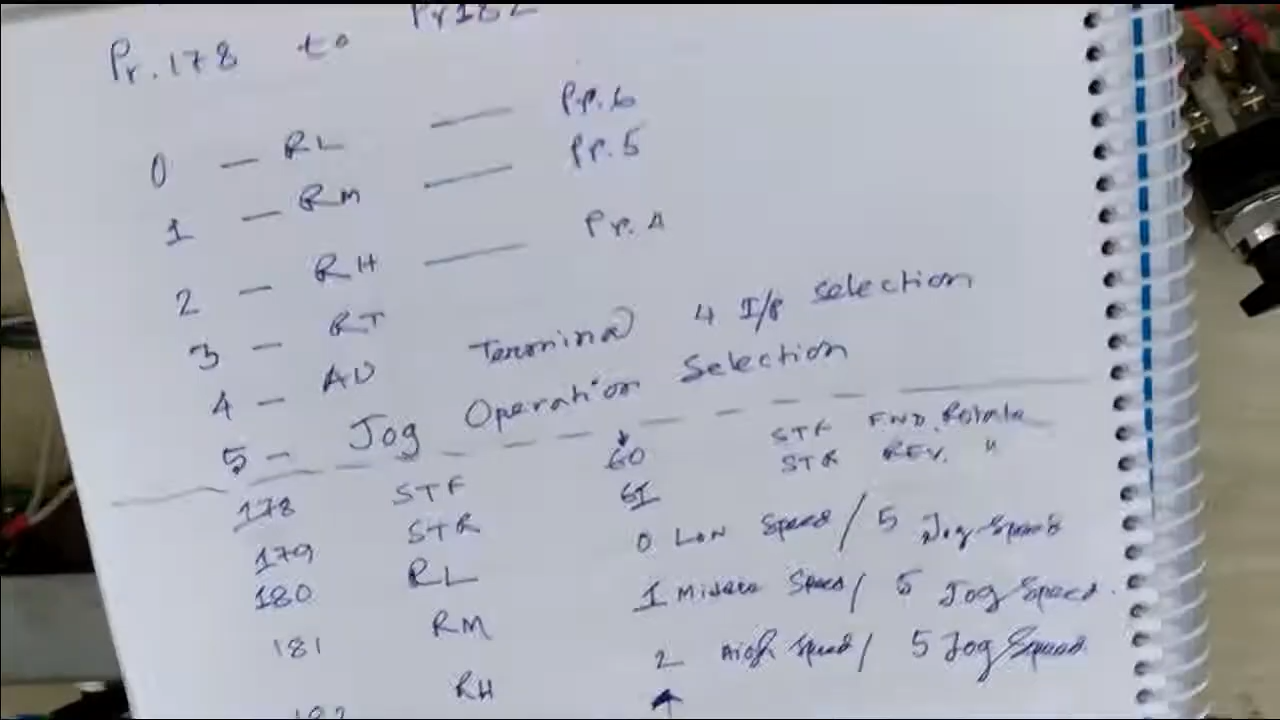 Pr.178 to Pr182
0 — RL — Pr.6
1 — RM — Pr.5
2 — RH — Pr.4
3 — RT
4 — AU Terminal 4 I/P selection
5 — Jog Operation Selection
178 STF 60 STF FWD. Rotate
179 STR 61 STR REV. "
180 RL 0 Low Speed / 5 Jog Speed
181 RM 1 Middle Speed / 5 Jog Speed.
182 RH 2 High Speed / 5 Jog Speed